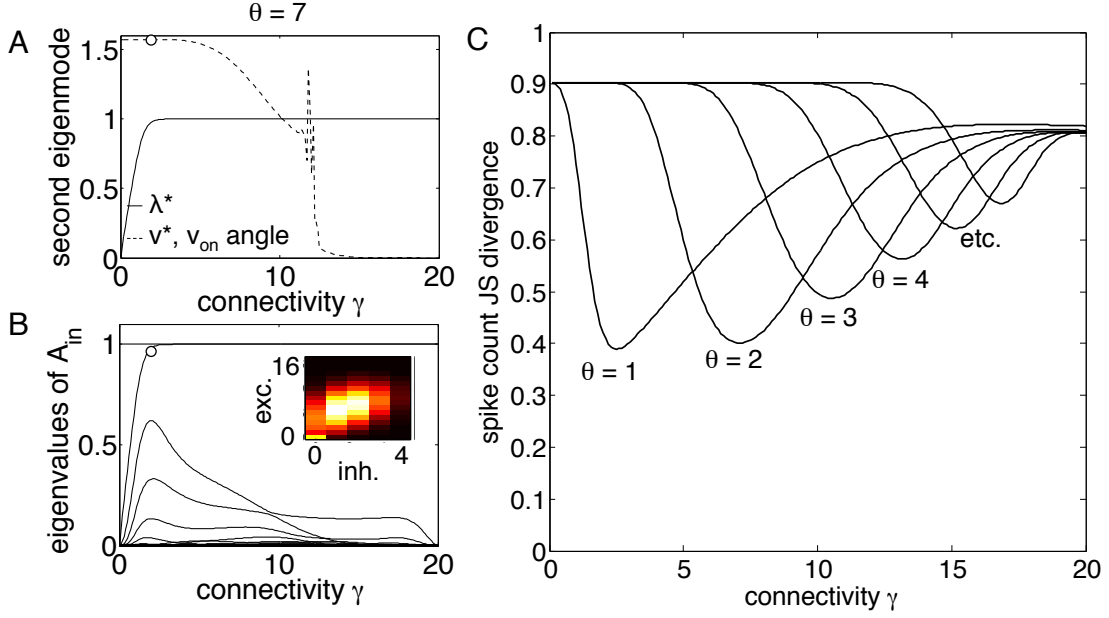 θ = 7
A
second eigenmode
1.5
1
0.5
0
λ*
v*, v_on angle
0 10 20
connectivity γ
B
eigenvalues of A_in
1
0.5
0
exc.
16
0
0 4
inh.
0 10 20
connectivity γ
C
spike count JS divergence
1
0.9
0.8
0.7
0.6
0.5
0.4
0.3
0.2
0.1
0
etc.
θ = 4
θ = 3
θ = 2
θ = 1
0 5 10 15 20
connectivity γ